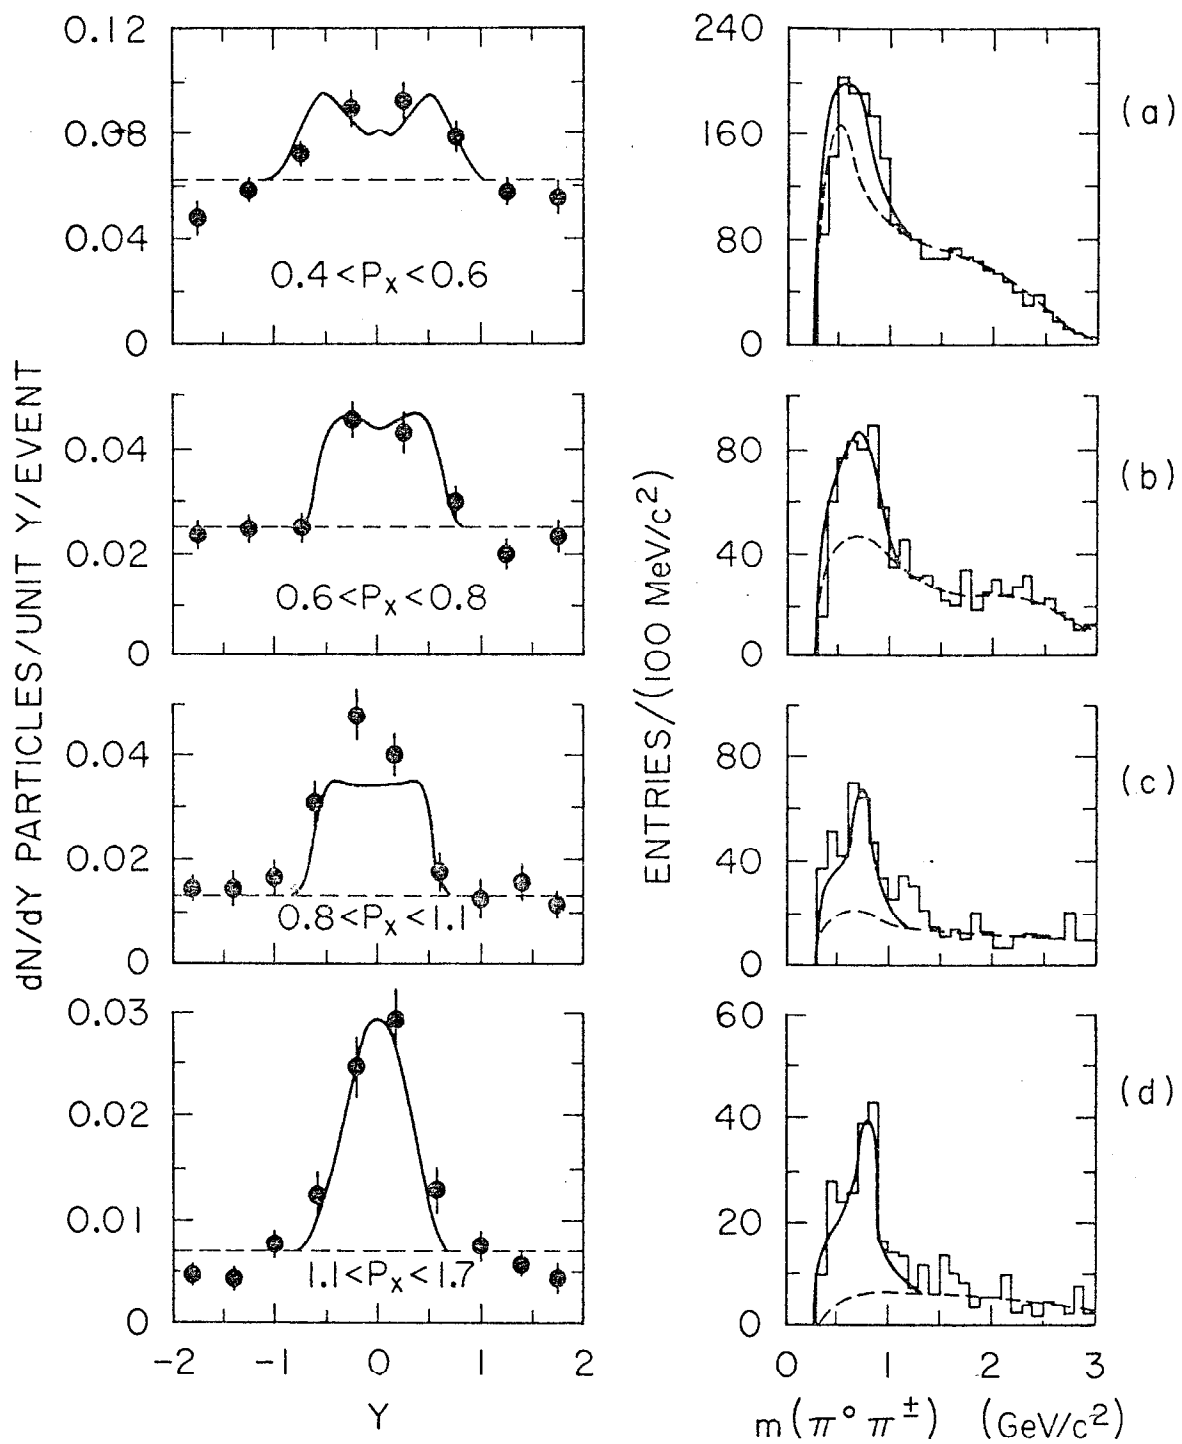 dN/dY PARTICLES/UNIT Y/EVENT
0.12
0.08
0.04
0
0.4<Px<0.6
240
160
80
0
(a)
0.04
0.02
0
0.6<Px<0.8
ENTRIES/(100 MeV/c²)
80
40
0
(b)
0.04
0.02
0
0.8<Px<1.1
80
40
0
(c)
0.03
0.02
0.01
0
1.1<Px<1.7
60
40
20
0
(d)
-2 -1 0 1 2
Y
0 1 2 3
m(π° π±) (GeV/c²)